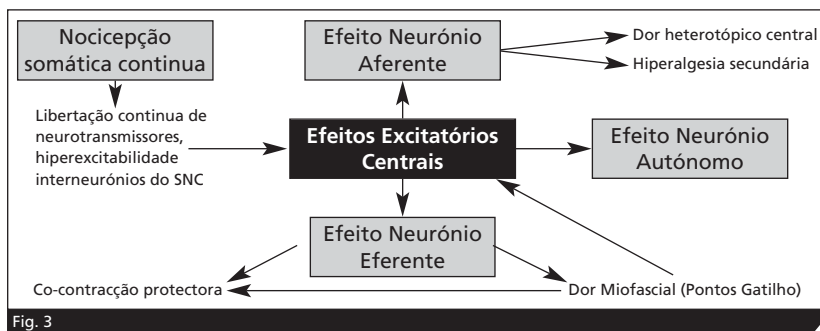 Nocicepção
somática continua
Efeito Neurónio
Aferente
Dor heterotópico central
Hiperalgesia secundária
Libertação continua de
neurotransmissores,
hiperexcitabilidade
interneurónios do SNC
Efeitos Excitatórios
Centrais
Efeito Neurónio
Autónomo
Efeito Neurónio
Eferente
Co-contracção protectora
Dor Miofascial (Pontos Gatilho)
Fig. 3